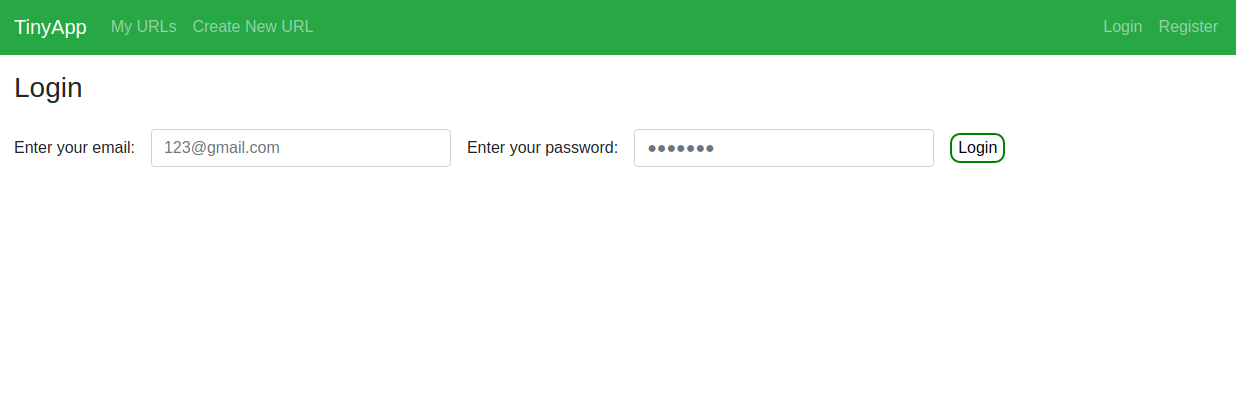 TinyApp My URLs Create New URL Login Register
Login
Enter your email: 123@gmail.com Enter your password: ●●●●●●● Login